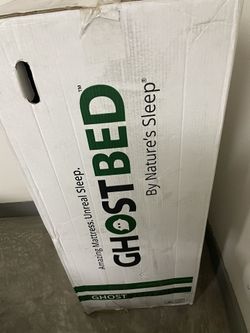 Amazing Mattress. Unreal Sleep.
GHOSTBED™
By Nature's Sleep®
GHOST